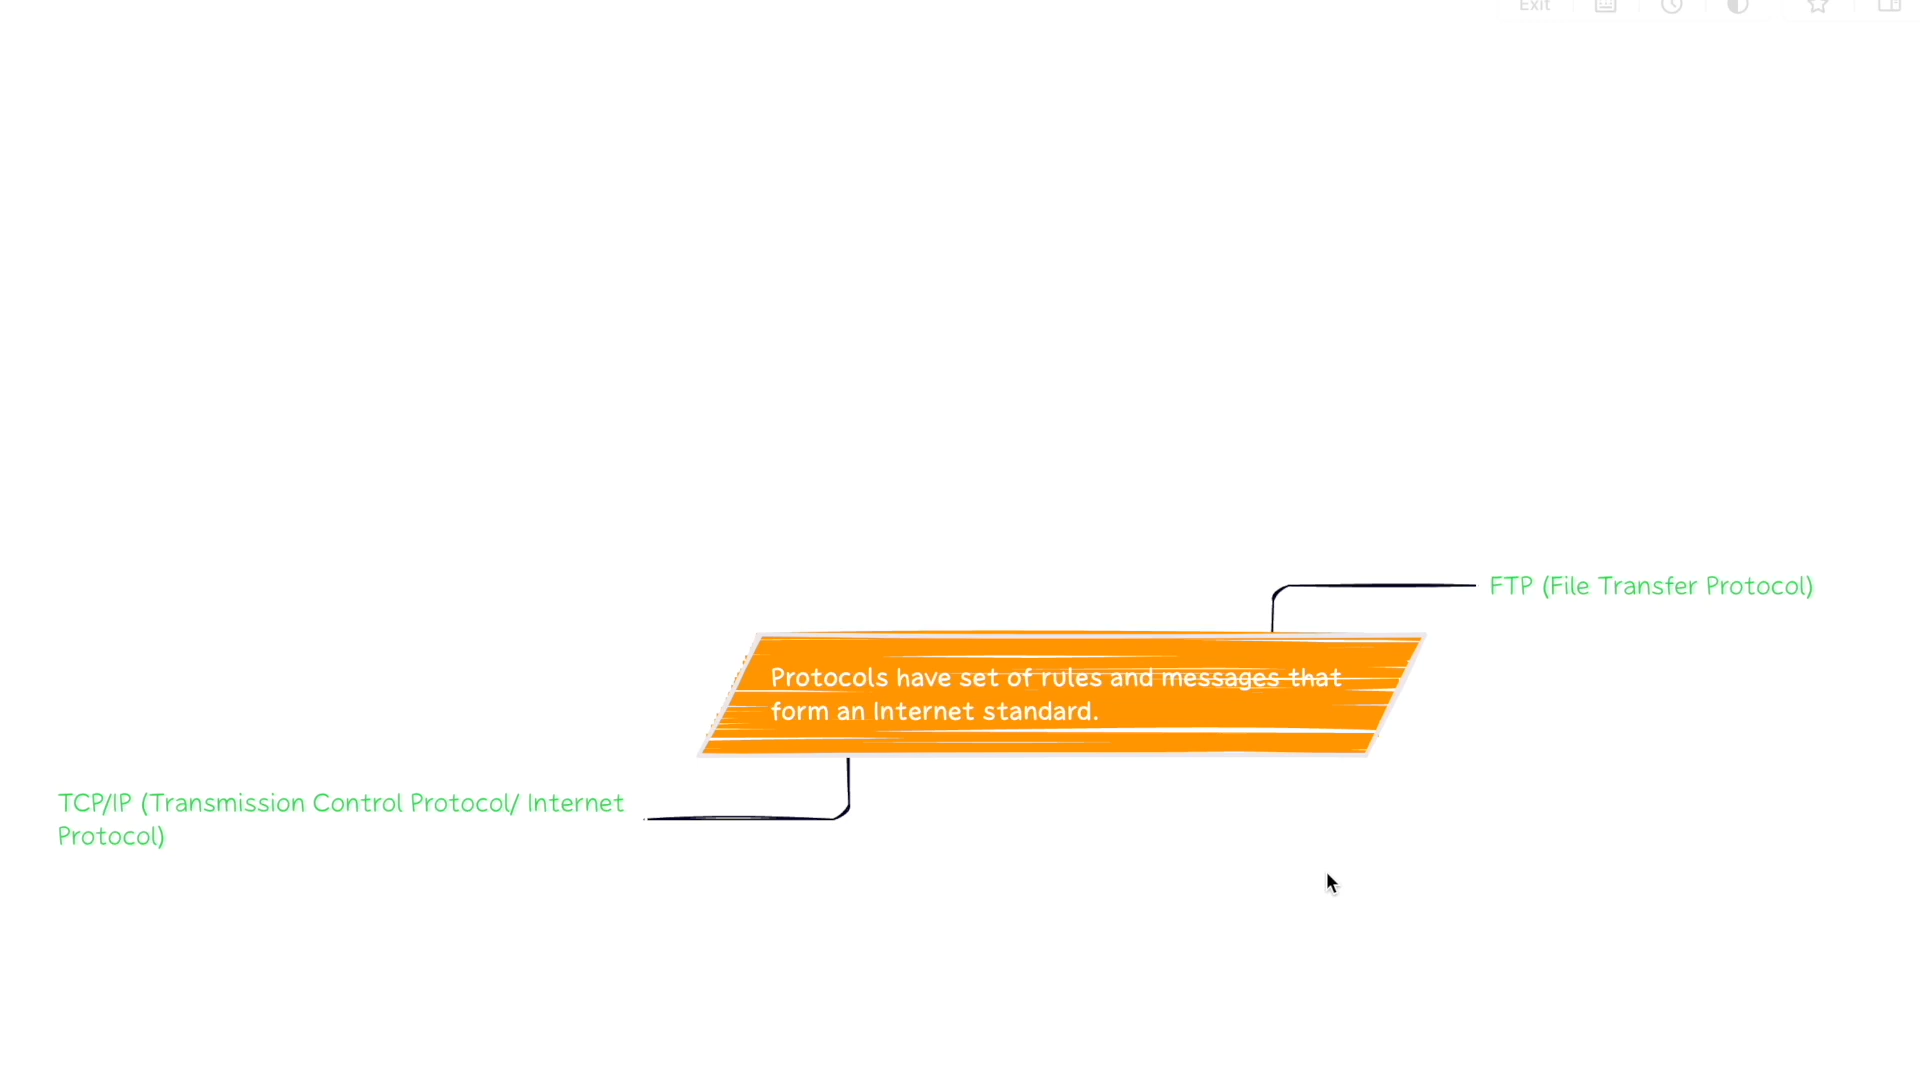 Exit
FTP (File Transfer Protocol)
Protocols have set of rules and messages that
form an Internet standard.
TCP/IP (Transmission Control Protocol/ Internet
Protocol)